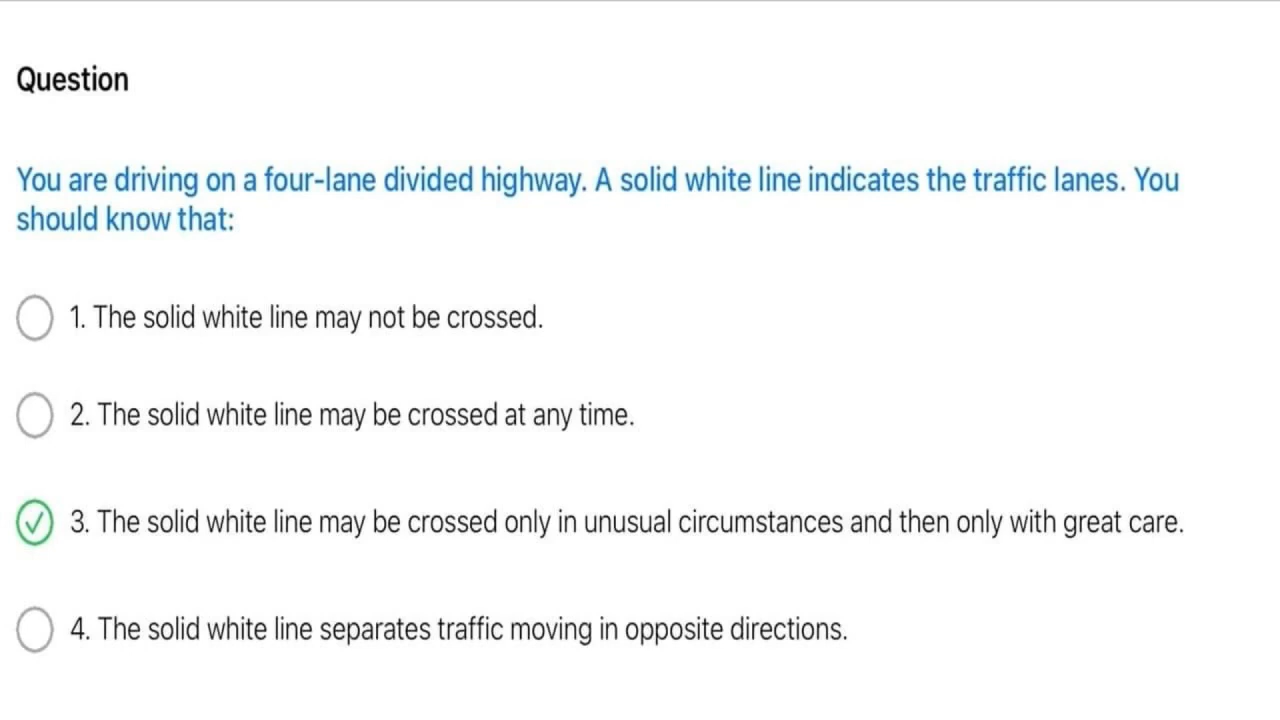 Question
You are driving on a four-lane divided highway. A solid white line indicates the traffic lanes. You
should know that:
1. The solid white line may not be crossed.
2. The solid white line may be crossed at any time.
3. The solid white line may be crossed only in unusual circumstances and then only with great care.
4. The solid white line separates traffic moving in opposite directions.